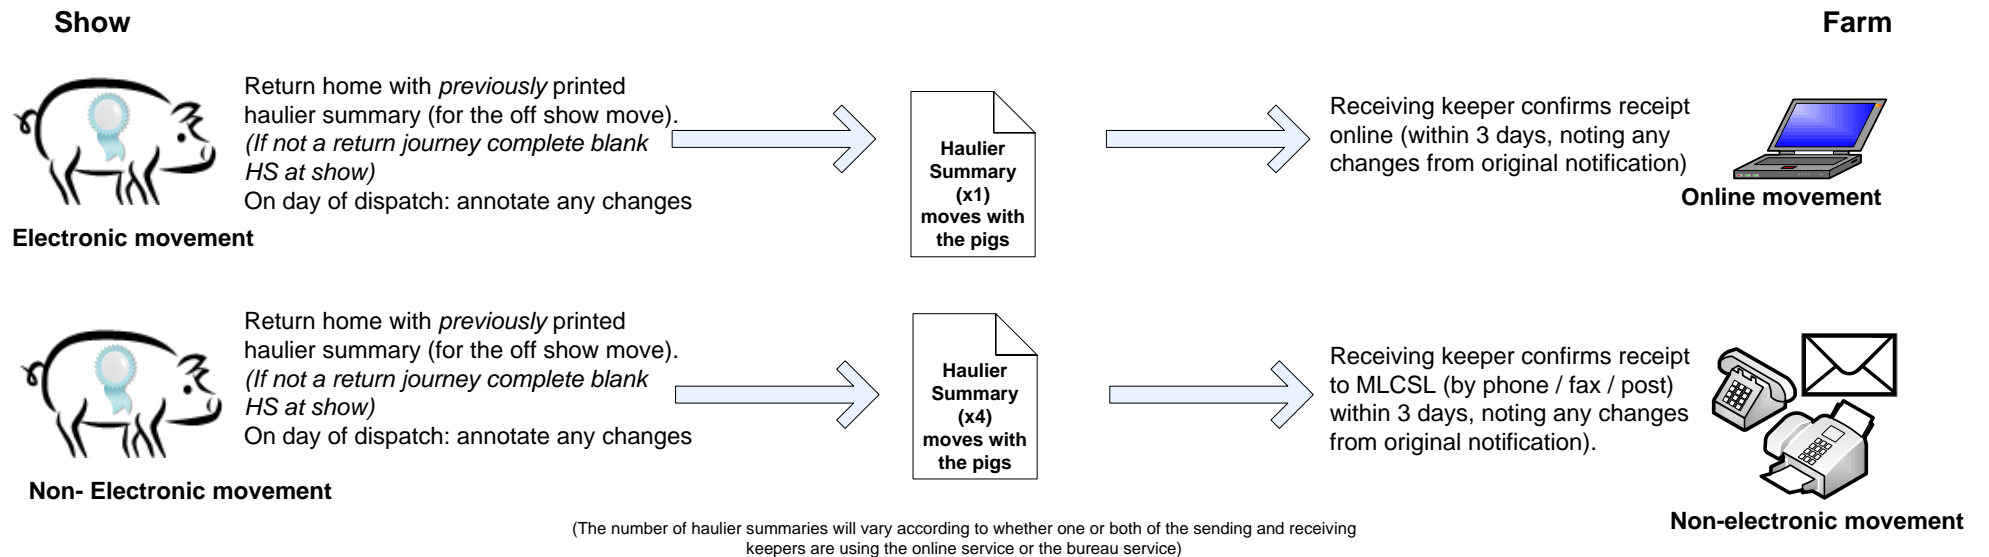 Show
Farm
Return home with previously printed
haulier summary (for the off show move).
(If not a return journey complete blank
HS at show)
On day of dispatch: annotate any changes
Electronic movement
Haulier
Summary
(x1)
moves with
the pigs
Receiving keeper confirms receipt
online (within 3 days, noting any
changes from original notification)
Online movement
Return home with previously printed
haulier summary (for the off show move).
(If not a return journey complete blank
HS at show)
On day of dispatch: annotate any changes
Non- Electronic movement
Haulier
Summary
(x4)
moves with
the pigs
Receiving keeper confirms receipt
to MLCSL (by phone / fax / post)
within 3 days, noting any changes
from original notification).
Non-electronic movement
(The number of haulier summaries will vary according to whether one or both of the sending and receiving
keepers are using the online service or the bureau service)